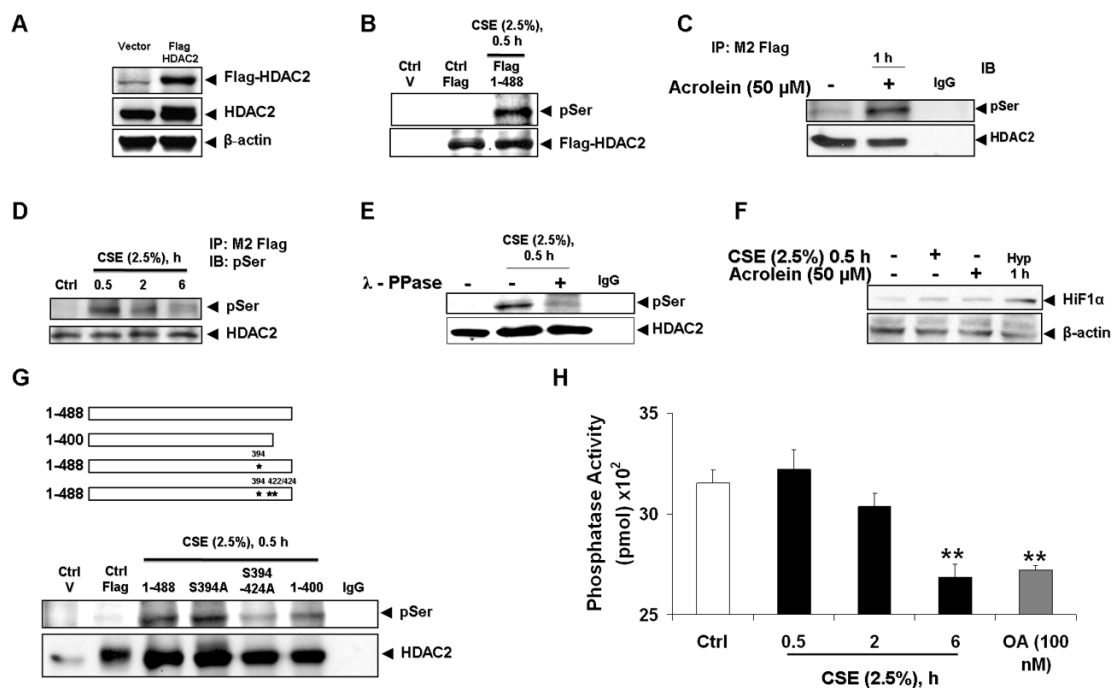 A
Vector
Flag
HDAC2
Flag-HDAC2
HDAC2
β-actin
B
CSE (2.5%),
0.5 h
Ctrl
V
Ctrl
Flag
Flag
1-488
pSer
Flag-HDAC2
C
IP: M2 Flag
1 h
IB
Acrolein (50 µM)
-
+
IgG
pSer
HDAC2
D
CSE (2.5%), h
IP: M2 Flag
IB: pSer
Ctrl
0.5
2
6
pSer
HDAC2
E
CSE (2.5%),
0.5 h
λ - PPase
-
-
+
IgG
pSer
HDAC2
F
CSE (2.5%) 0.5 h
- + - Hyp
Acrolein (50 µM)
- - + 1 h
HiF1α
β-actin
G
1-488
1-400
394
1-488
★
394 422/424
1-488
★ ★★
CSE (2.5%), 0.5 h
Ctrl
V
Ctrl
Flag
1-488
S394A
S394
-424A
1-400
IgG
pSer
HDAC2
H
Phosphatase Activity
(pmol) x10²
35
30
25
**
**
Ctrl
0.5
2
6
OA (100
nM)
CSE (2.5%), h